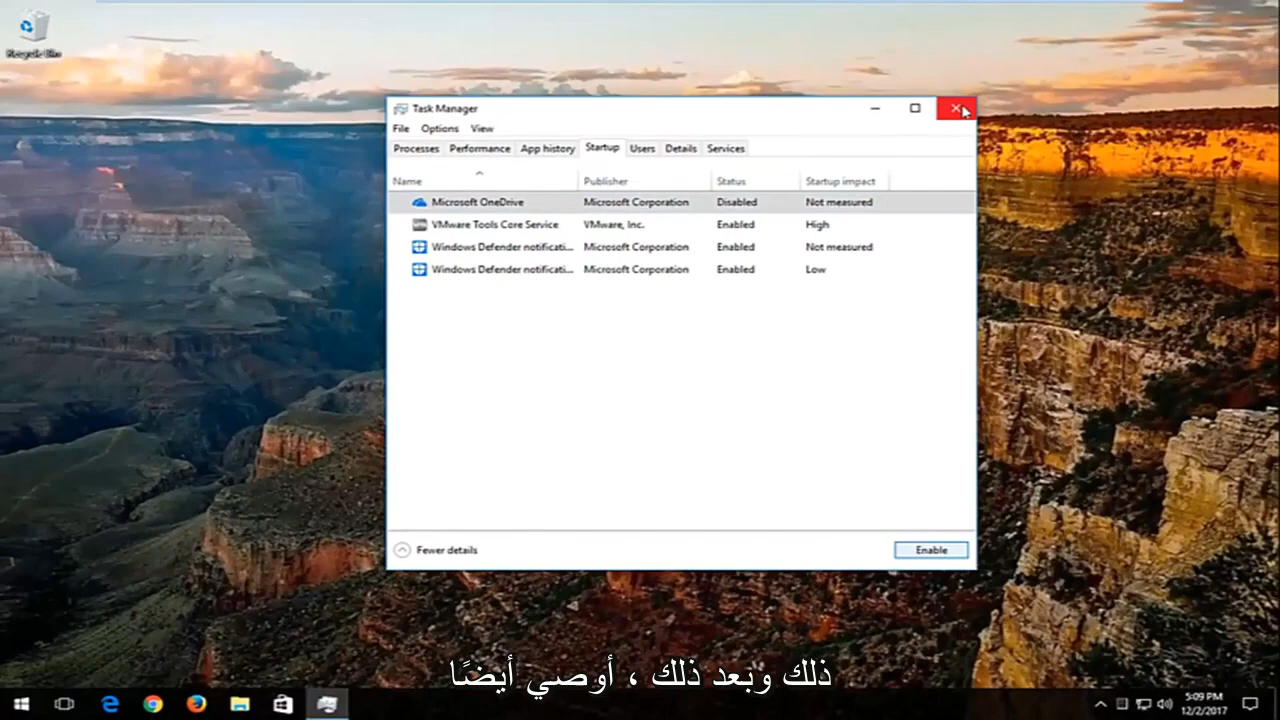 Recycle Bin
Task Manager
File Options View
Processes Performance App history Startup Users Details Services
Name Publisher Status Startup impact
Microsoft OneDrive Microsoft Corporation Disabled Not measured
VMware Tools Core Service VMware, Inc. Enabled High
Windows Defender notificati... Microsoft Corporation Enabled Not measured
Windows Defender notificati... Microsoft Corporation Enabled Low
Fewer details Enable
ذلك وبعد ذلك ، أوصي أيضًا
5:09 PM
12/2/2017